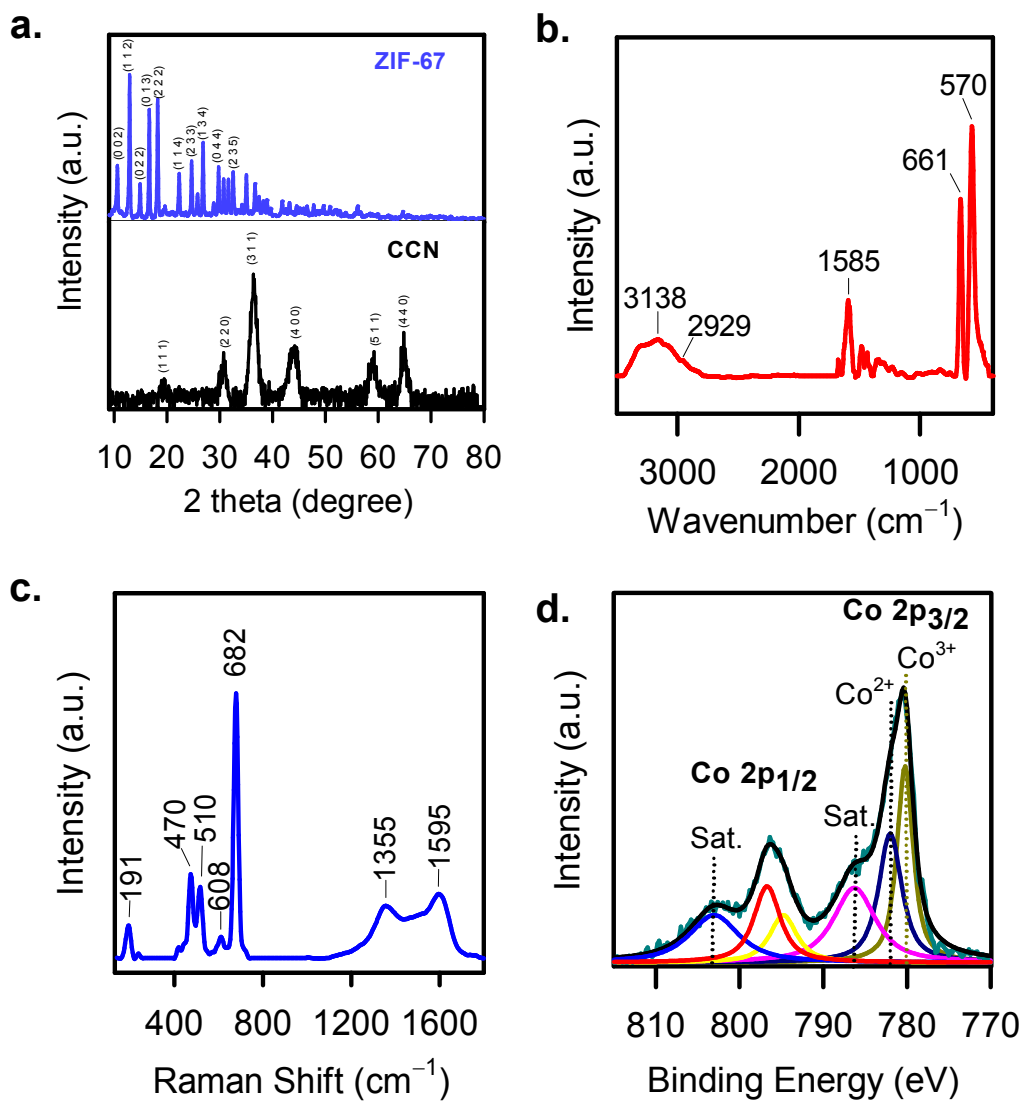 a.
ZIF-67
(0 0 2)
(1 1 2)
(0 2 2)
(0 1 3)
(2 2 2)
(1 1 4)
(2 3 3)
(1 3 4)
(0 4 4)
(2 3 5)
CCN
(1 1 1)
(2 2 0)
(3 1 1)
(4 0 0)
(5 1 1)
(4 4 0)
Intensity (a.u.)
10 20 30 40 50 60 70 80
2 theta (degree)
b.
570
661
1585
3138
2929
Intensity (a.u.)
3000 2000 1000
Wavenumber (cm⁻¹)
c.
191
470
510
608
682
1355
1595
Intensity (a.u.)
400 800 1200 1600
Raman Shift (cm⁻¹)
d.
Co 2p₃/₂
Co³⁺
Co²⁺
Co 2p₁/₂
Sat.
Sat.
Intensity (a.u.)
810 800 790 780 770
Binding Energy (eV)